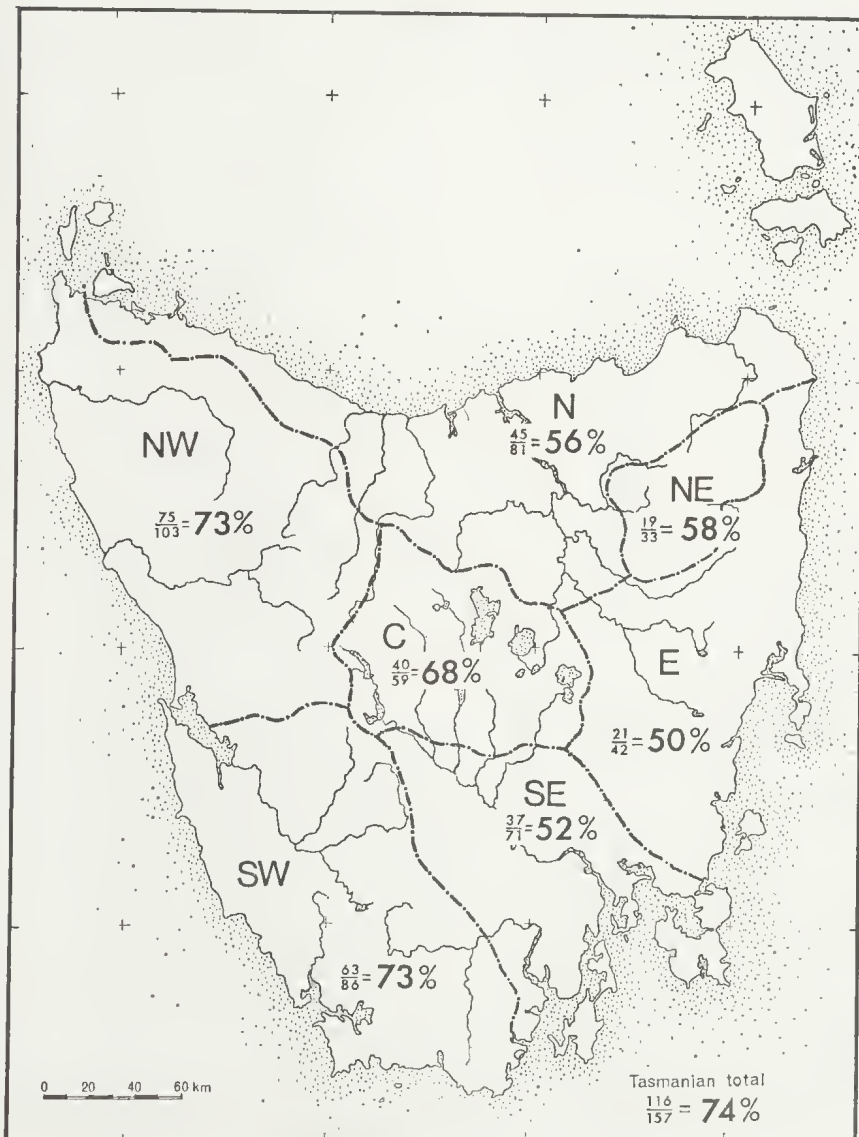 N
45/81 = 56%
NW
75/103 = 73%
NE
19/33 = 58%
C
40/59 = 68%
E
21/42 = 50%
SE
37/71 = 52%
SW
63/86 = 73%
0 20 40 60 km
Tasmanian total
116/157 = 74%